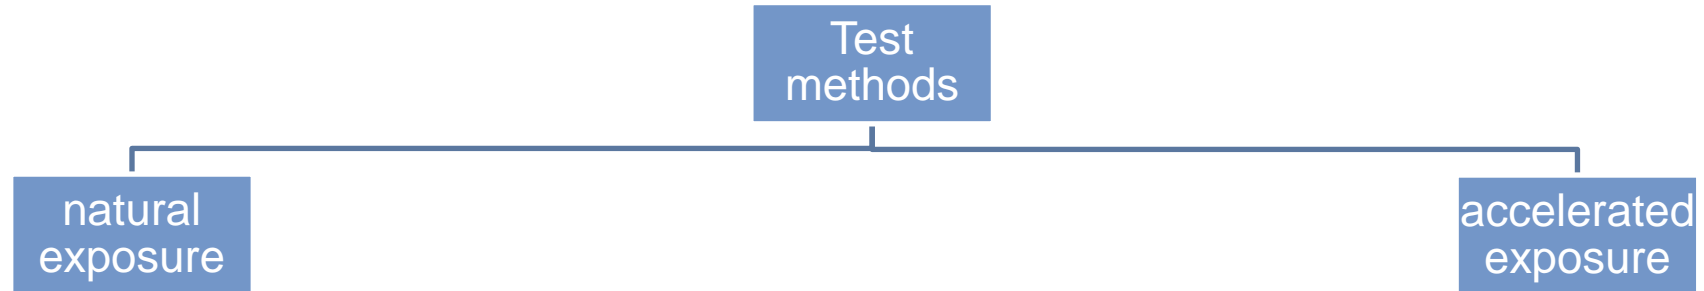 Test
methods
natural
exposure
accelerated
exposure